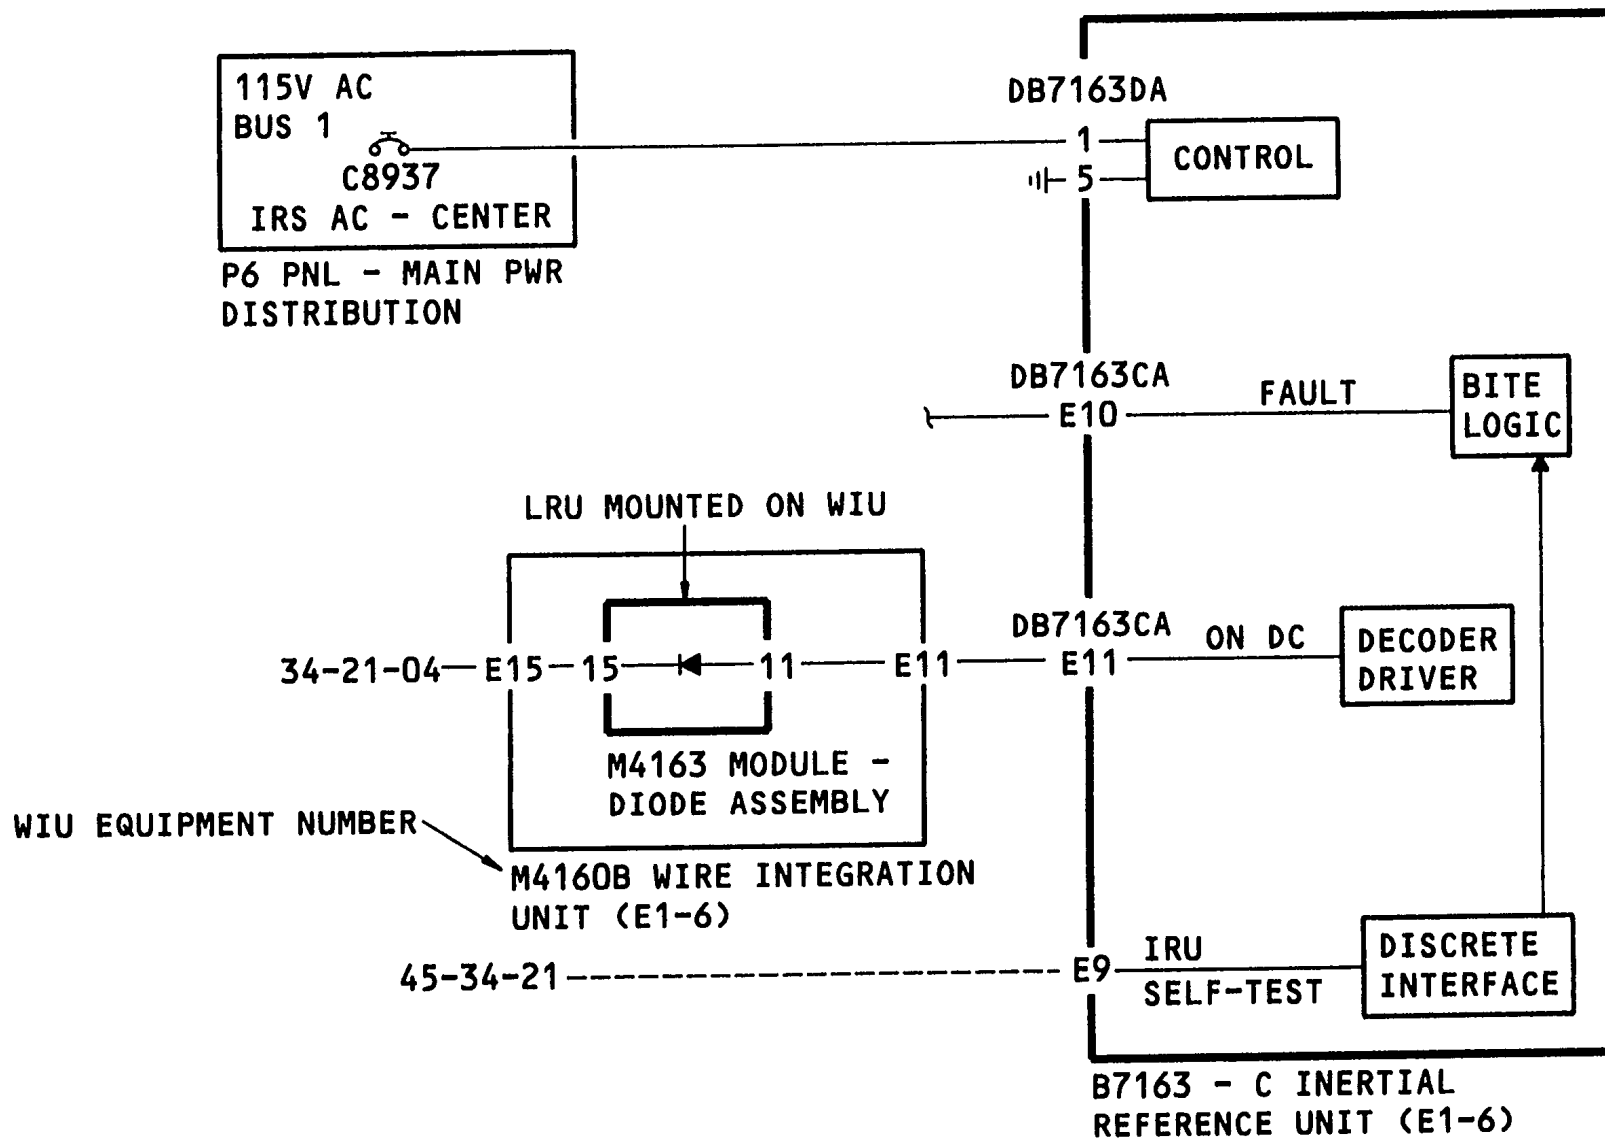 115V AC
BUS 1
C8937
IRS AC - CENTER
P6 PNL - MAIN PWR
DISTRIBUTION
DB7163DA
1
5
CONTROL
DB7163CA
E10
FAULT
BITE
LOGIC
LRU MOUNTED ON WIU
34-21-04
E15
15
11
E11
DB7163CA
E11
ON DC
DECODER
DRIVER
M4163 MODULE -
DIODE ASSEMBLY
WIU EQUIPMENT NUMBER
M4160B WIRE INTEGRATION
UNIT (E1-6)
45-34-21
E9
IRU
SELF-TEST
DISCRETE
INTERFACE
B7163 - C INERTIAL
REFERENCE UNIT (E1-6)